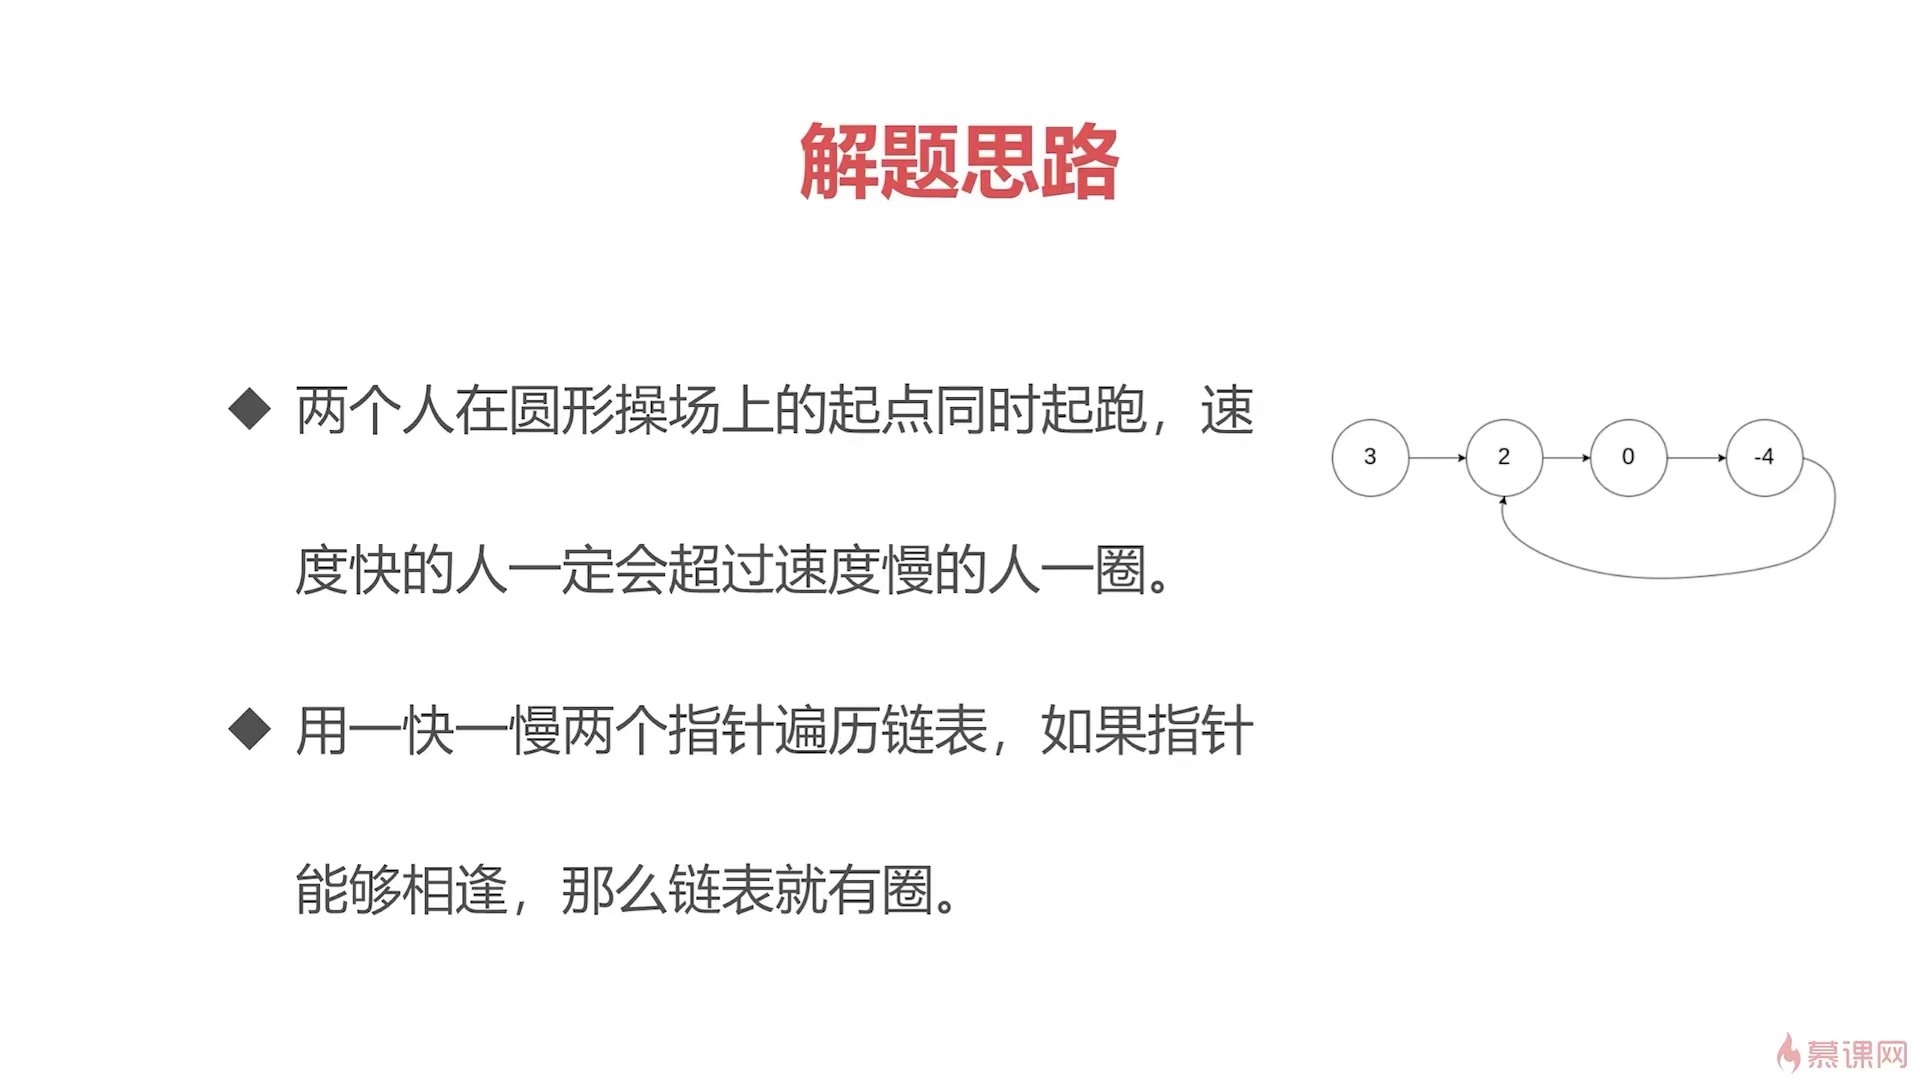 解题思路
◆ 两个人在圆形操场上的起点同时起跑，速
度快的人一定会超过速度慢的人一圈。
◆ 用一快一慢两个指针遍历链表，如果指针
能够相逢，那么链表就有圈。
3 2 0 -4
慕课网